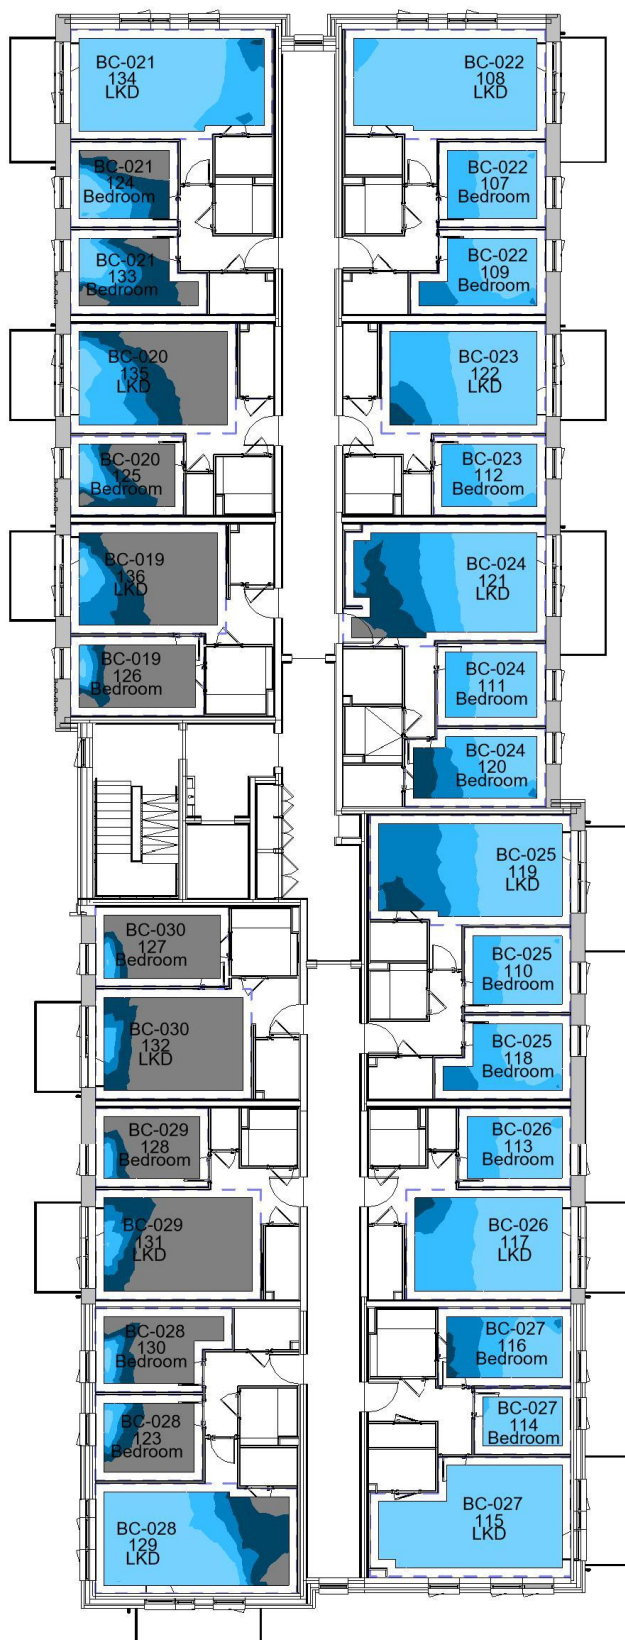 BC-021
134
LKD
BC-022
108
LKD
BC-021
124
Bedroom
BC-022
107
Bedroom
BC-021
133
Bedroom
BC-022
109
Bedroom
BC-020
135
LKD
BC-023
122
LKD
BC-020
125
Bedroom
BC-023
112
Bedroom
BC-019
136
LKD
BC-024
121
LKD
BC-019
126
Bedroom
BC-024
111
Bedroom
BC-024
120
Bedroom
BC-025
119
LKD
BC-030
127
Bedroom
BC-025
110
Bedroom
BC-030
132
LKD
BC-025
118
Bedroom
BC-029
128
Bedroom
BC-026
113
Bedroom
BC-029
131
LKD
BC-026
117
LKD
BC-028
130
Bedroom
BC-027
116
Bedroom
BC-028
123
Bedroom
BC-027
114
Bedroom
BC-028
129
LKD
BC-027
115
LKD